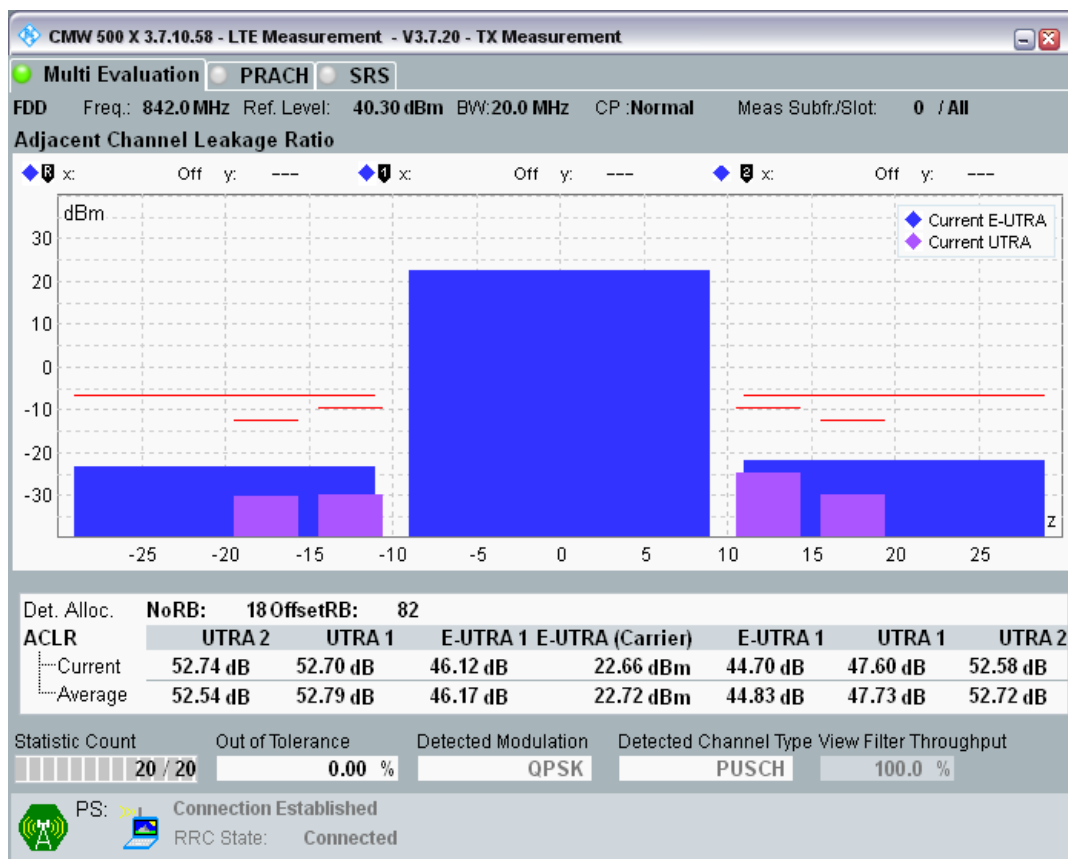 CMW 500 X 3.7.10.58 - LTE Measurement - V3.7.20 - TX Measurement
Multi Evaluation PRACH SRS
FDD Freq.: 842.0 MHz Ref. Level: 40.30 dBm BW:20.0 MHz CP :Normal Meas Subfr./Slot: 0 / All
Adjacent Channel Leakage Ratio
R x: Off y: --- 1 x: Off y: --- 2 x: Off y: ---
dBm
Current E-UTRA
Current UTRA
30
20
10
0
-10
-20
-30
z
-25 -20 -15 -10 -5 0 5 10 15 20 25
Det. Alloc. NoRB: 18 OffsetRB: 82
ACLR UTRA 2 UTRA 1 E-UTRA 1 E-UTRA (Carrier) E-UTRA 1 UTRA 1 UTRA 2
Current 52.74 dB 52.70 dB 46.12 dB 22.66 dBm 44.70 dB 47.60 dB 52.58 dB
Average 52.54 dB 52.79 dB 46.17 dB 22.72 dBm 44.83 dB 47.73 dB 52.72 dB
Statistic Count Out of Tolerance Detected Modulation Detected Channel Type View Filter Throughput
20 / 20 0.00 % QPSK PUSCH 100.0 %
PS: Connection Established
RRC State: Connected